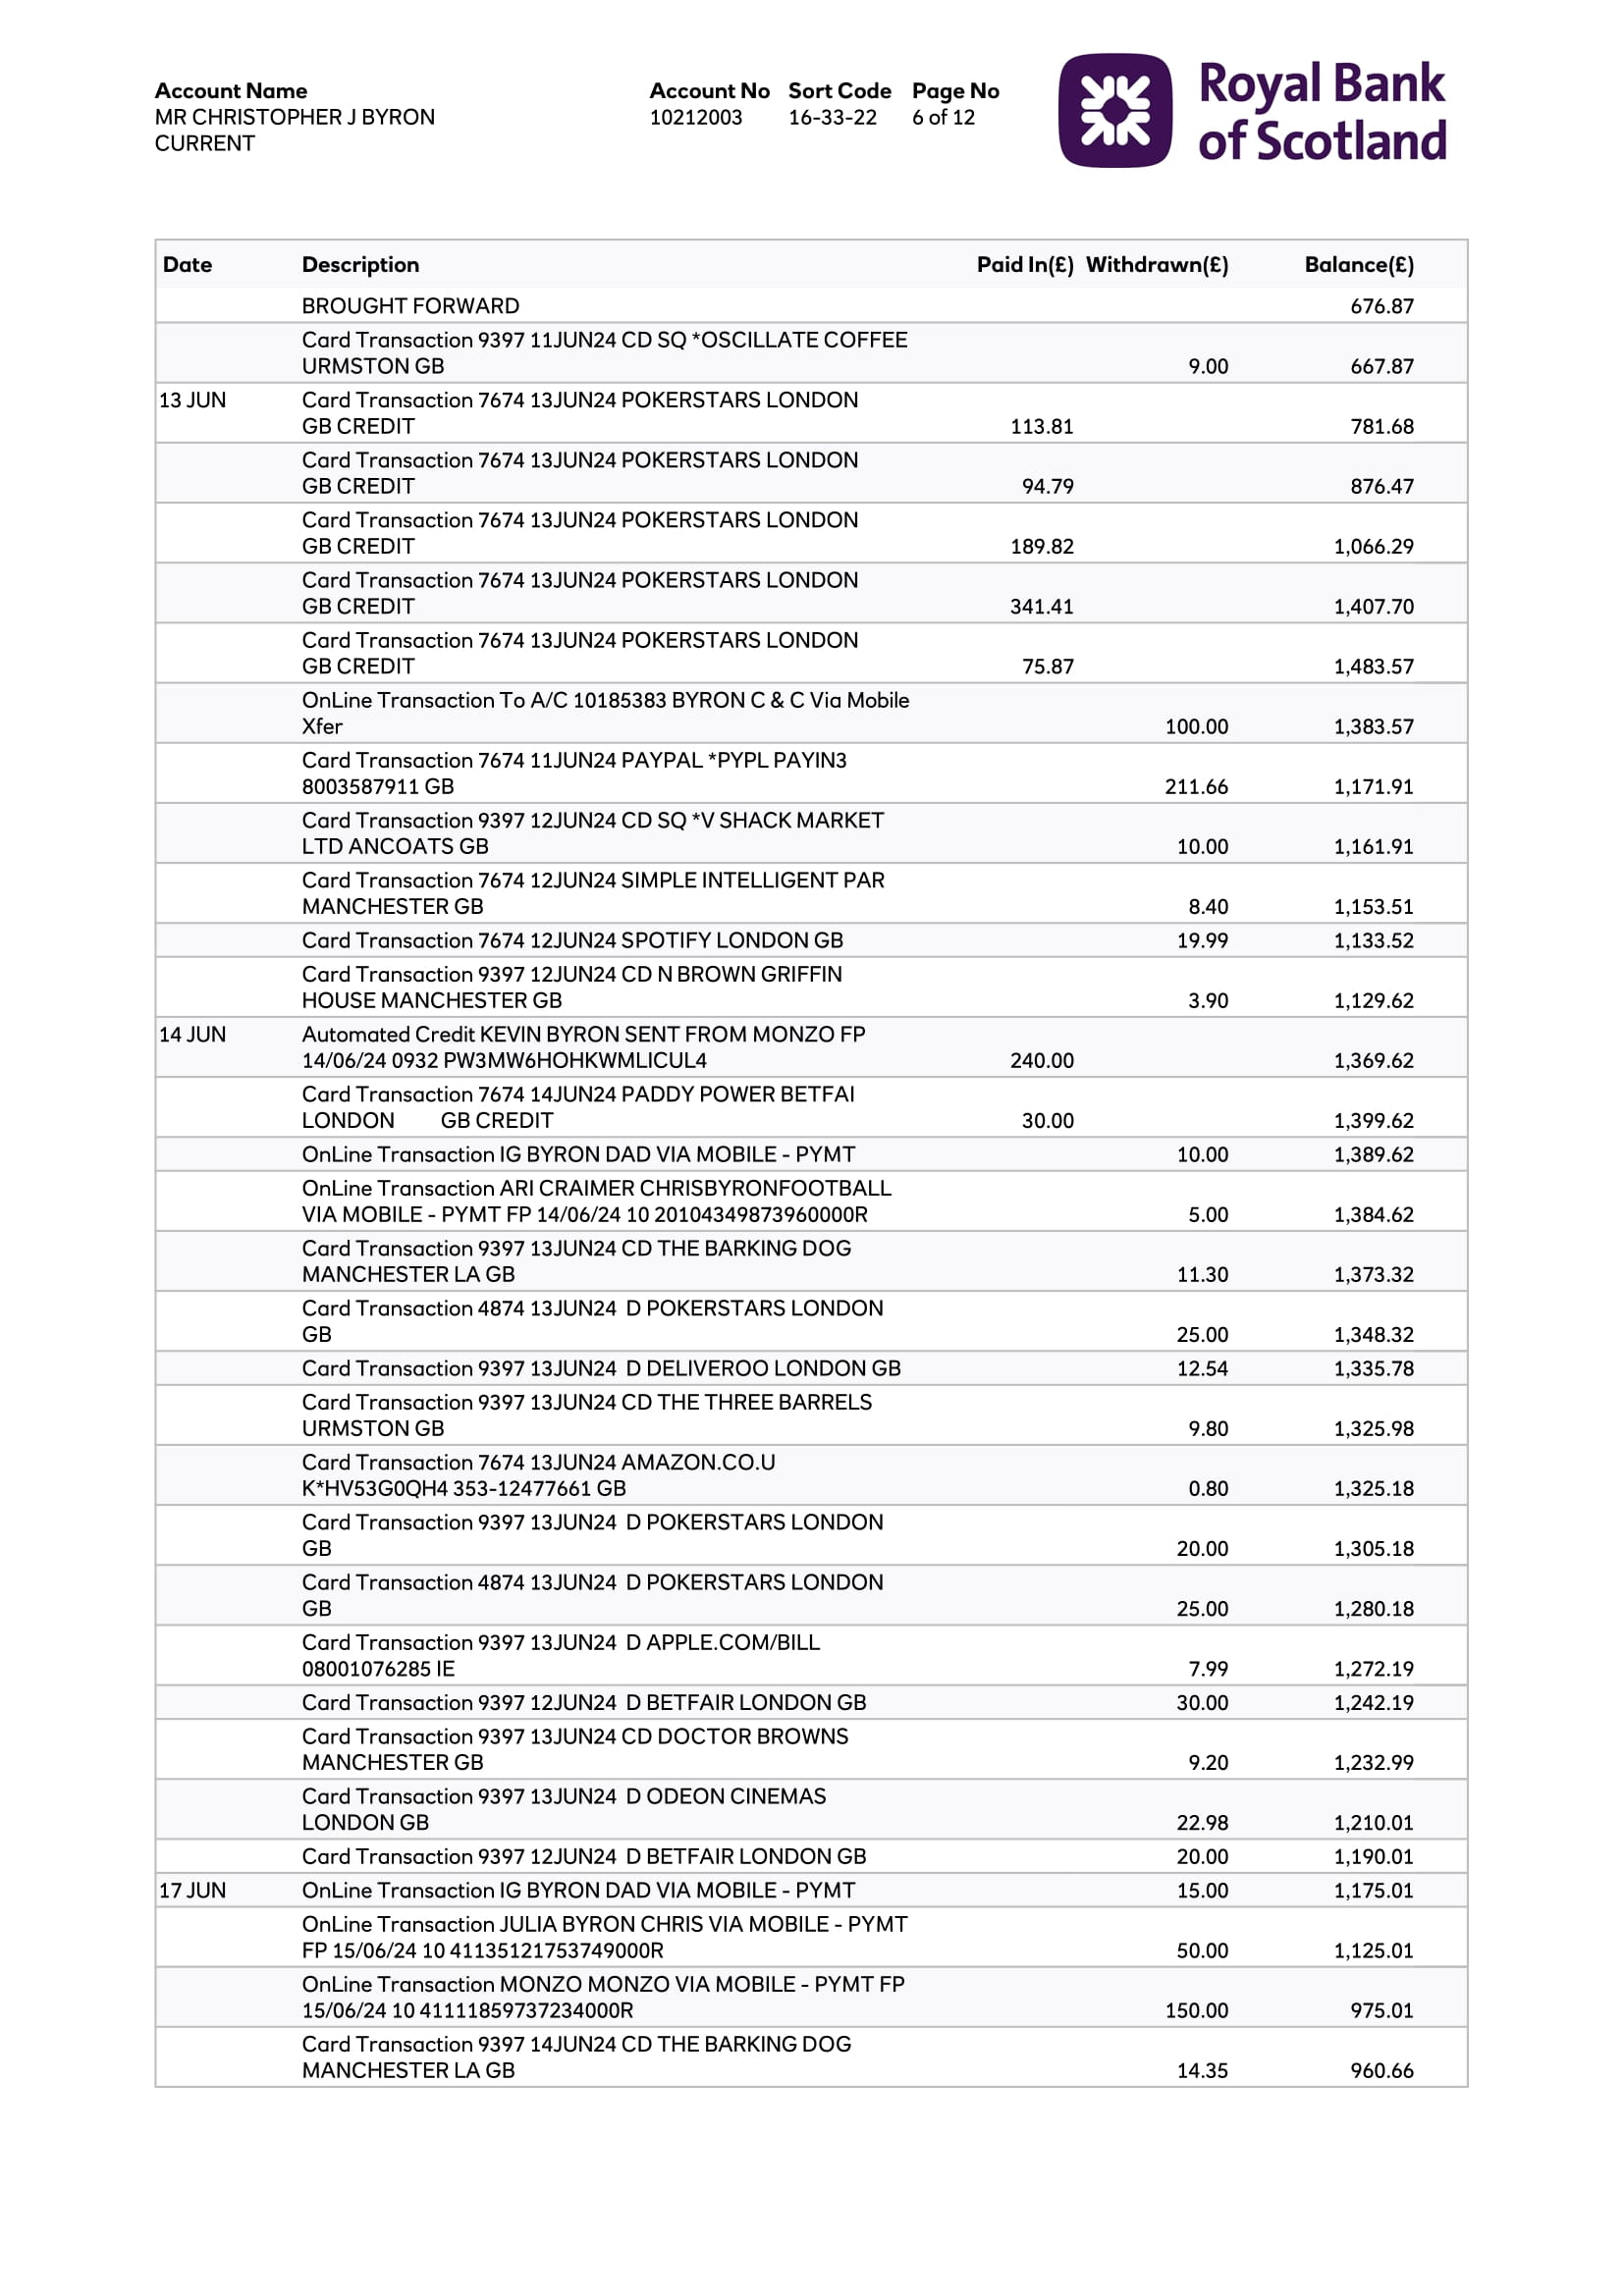 Account Name
MR CHRISTOPHER J BYRON
CURRENT
Account No Sort Code Page No
10212003 16-33-22 6 of 12
Royal Bank
of Scotland
Date Description Paid In(£) Withdrawn(£) Balance(£)
BROUGHT FORWARD 676.87
Card Transaction 9397 11JUN24 CD SQ *OSCILLATE COFFEE
URMSTON GB 9.00 667.87
13 JUN Card Transaction 7674 13JUN24 POKERSTARS LONDON
GB CREDIT 113.81 781.68
Card Transaction 7674 13JUN24 POKERSTARS LONDON
GB CREDIT 94.79 876.47
Card Transaction 7674 13JUN24 POKERSTARS LONDON
GB CREDIT 189.82 1,066.29
Card Transaction 7674 13JUN24 POKERSTARS LONDON
GB CREDIT 341.41 1,407.70
Card Transaction 7674 13JUN24 POKERSTARS LONDON
GB CREDIT 75.87 1,483.57
OnLine Transaction To A/C 10185383 BYRON C & C Via Mobile
Xfer 100.00 1,383.57
Card Transaction 7674 11JUN24 PAYPAL *PYPL PAYIN3
8003587911 GB 211.66 1,171.91
Card Transaction 9397 12JUN24 CD SQ *V SHACK MARKET
LTD ANCOATS GB 10.00 1,161.91
Card Transaction 7674 12JUN24 SIMPLE INTELLIGENT PAR
MANCHESTER GB 8.40 1,153.51
Card Transaction 7674 12JUN24 SPOTIFY LONDON GB 19.99 1,133.52
Card Transaction 9397 12JUN24 CD N BROWN GRIFFIN
HOUSE MANCHESTER GB 3.90 1,129.62
14 JUN Automated Credit KEVIN BYRON SENT FROM MONZO FP
14/06/24 0932 PW3MW6HOHKWMLICUL4 240.00 1,369.62
Card Transaction 7674 14JUN24 PADDY POWER BETFAI
LONDON GB CREDIT 30.00 1,399.62
OnLine Transaction IG BYRON DAD VIA MOBILE - PYMT 10.00 1,389.62
OnLine Transaction ARI CRAIMER CHRISBYRONFOOTBALL
VIA MOBILE - PYMT FP 14/06/24 10 20104349873960000R 5.00 1,384.62
Card Transaction 9397 13JUN24 CD THE BARKING DOG
MANCHESTER LA GB 11.30 1,373.32
Card Transaction 4874 13JUN24 D POKERSTARS LONDON
GB 25.00 1,348.32
Card Transaction 9397 13JUN24 D DELIVEROO LONDON GB 12.54 1,335.78
Card Transaction 9397 13JUN24 CD THE THREE BARRELS
URMSTON GB 9.80 1,325.98
Card Transaction 7674 13JUN24 AMAZON.CO.U
K*HV53G0QH4 353-12477661 GB 0.80 1,325.18
Card Transaction 9397 13JUN24 D POKERSTARS LONDON
GB 20.00 1,305.18
Card Transaction 4874 13JUN24 D POKERSTARS LONDON
GB 25.00 1,280.18
Card Transaction 9397 13JUN24 D APPLE.COM/BILL
08001076285 IE 7.99 1,272.19
Card Transaction 9397 12JUN24 D BETFAIR LONDON GB 30.00 1,242.19
Card Transaction 9397 13JUN24 CD DOCTOR BROWNS
MANCHESTER GB 9.20 1,232.99
Card Transaction 9397 13JUN24 D ODEON CINEMAS
LONDON GB 22.98 1,210.01
Card Transaction 9397 12JUN24 D BETFAIR LONDON GB 20.00 1,190.01
17 JUN OnLine Transaction IG BYRON DAD VIA MOBILE - PYMT 15.00 1,175.01
OnLine Transaction JULIA BYRON CHRIS VIA MOBILE - PYMT
FP 15/06/24 10 41135121753749000R 50.00 1,125.01
OnLine Transaction MONZO MONZO VIA MOBILE - PYMT FP
15/06/24 10 41111859737234000R 150.00 975.01
Card Transaction 9397 14JUN24 CD THE BARKING DOG
MANCHESTER LA GB 14.35 960.66